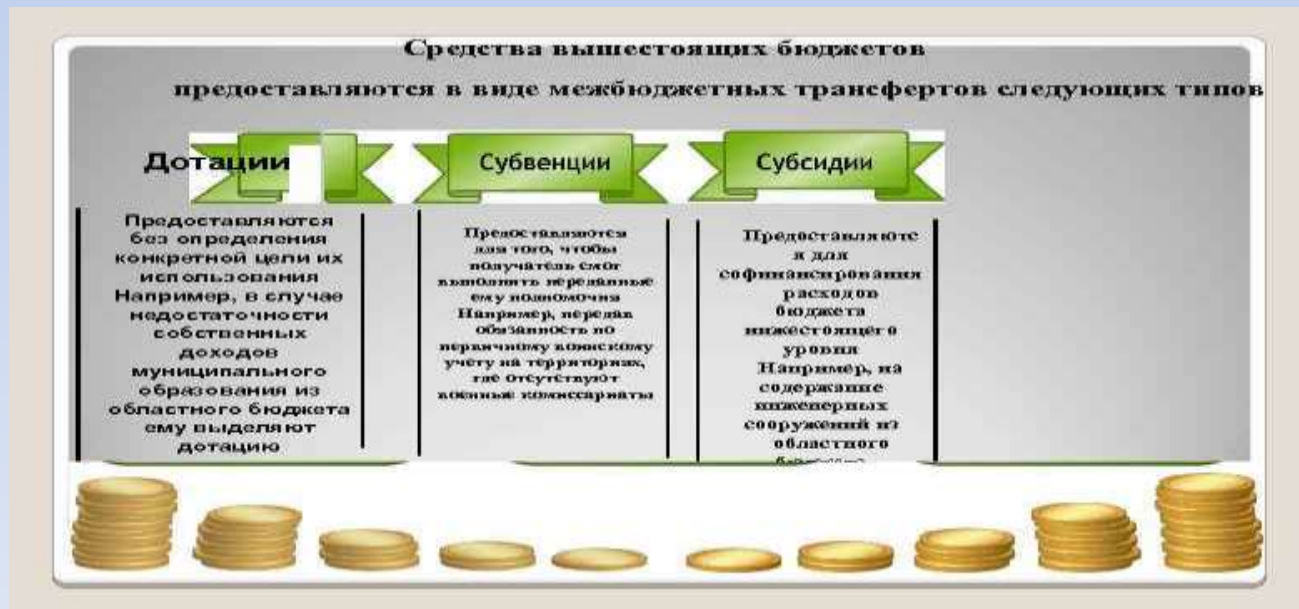 Средства вышестоящих бюджетов
предоставляются в виде межбюджетных трансфертов следующих типов
Дотации
Предоставляются
без определения
конкретной цели их
использования
Например, в случае
недостаточности
собственных
доходов
муниципального
образования из
областного бюджета
ему выделяют
дотацию
Субвенции
Предоставляются
для того, чтобы
получатель смог
выполнить переданные
ему полномочия
Например, передав
обязанность по
первичному воинскому
учету на территориях,
где отсутствуют
военные комиссариаты
Субсидии
Предоставляютс
я для
софинансирования
расходов
бюджета
нижестоящего
уровня
Например, на
содержание
инженерных
сооружений из
областного